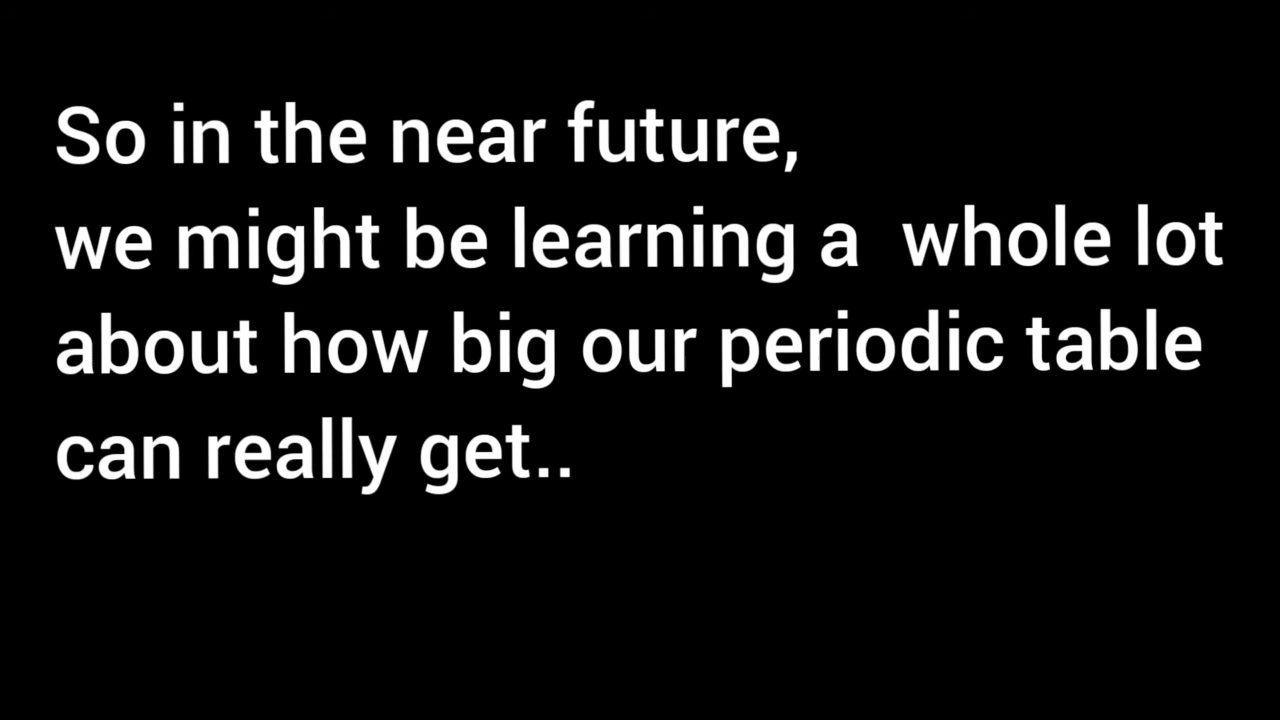 So in the near future,
we might be learning a  whole lot
about how big our periodic table
can really get..